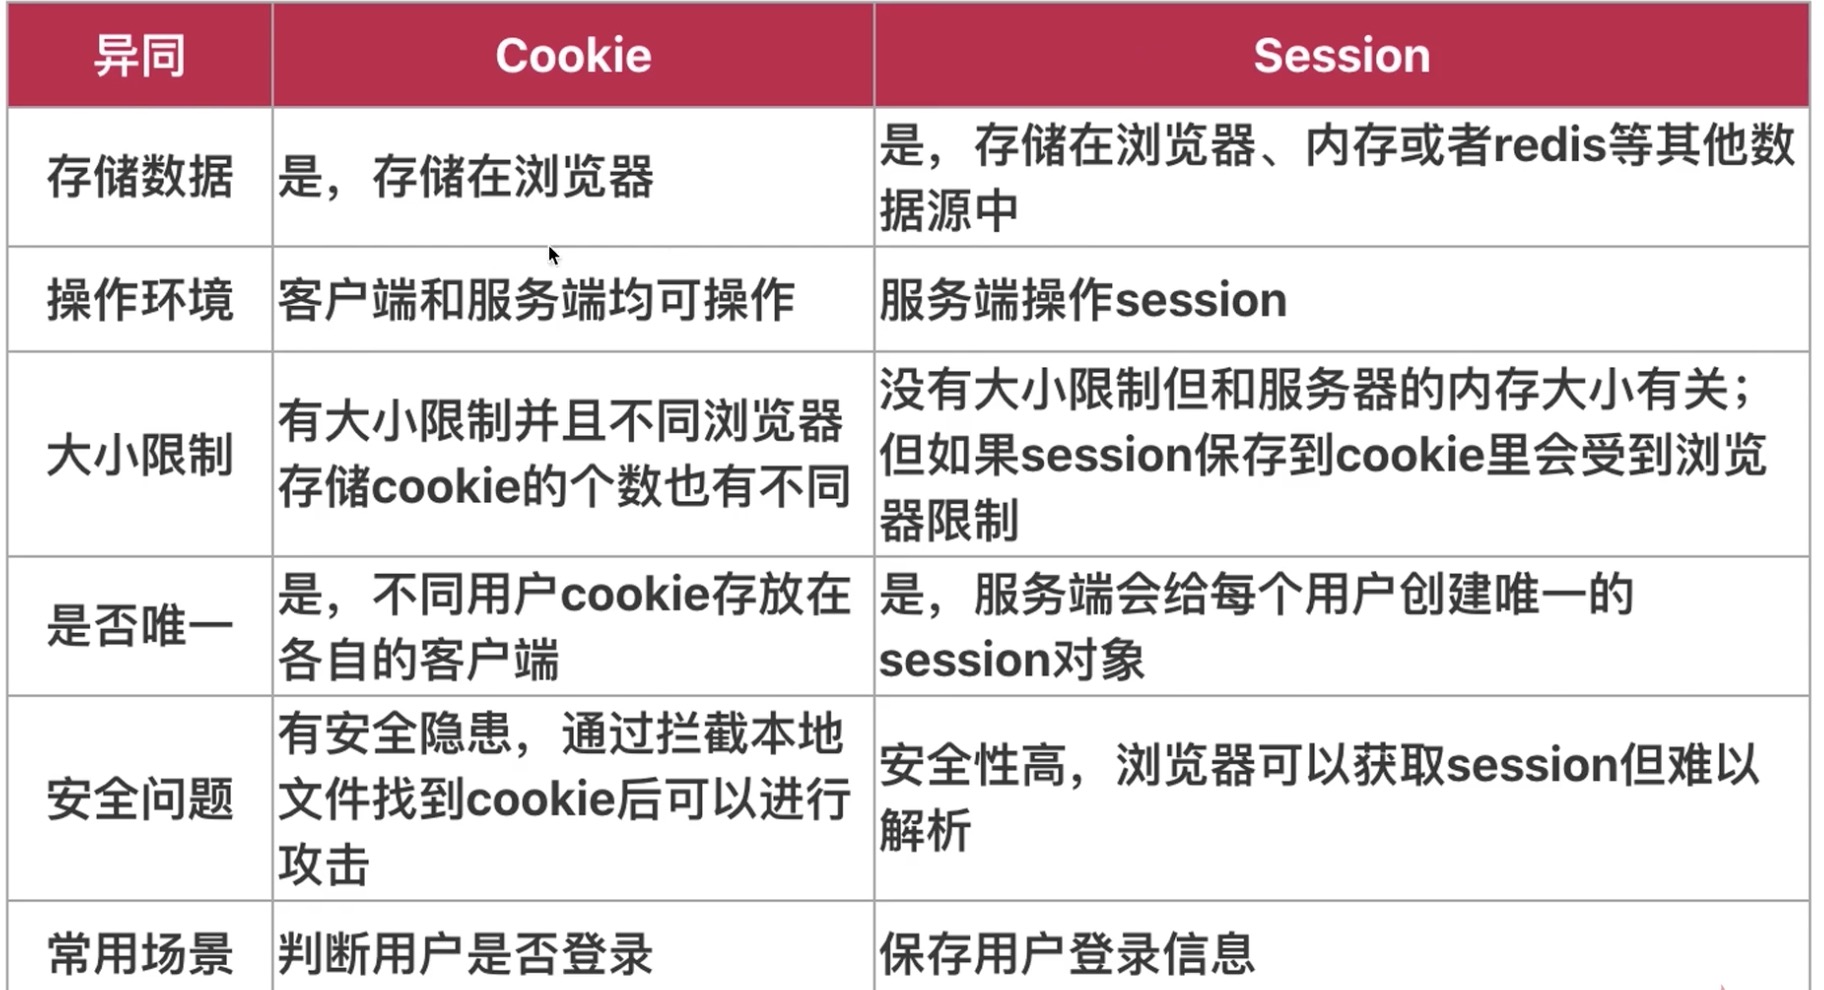 异同
Cookie
Session
存储数据
是，存储在浏览器
是，存储在浏览器、内存或者redis等其他数
据源中
操作环境
客户端和服务端均可操作
服务端操作session
大小限制
有大小限制并且不同浏览器
存储cookie的个数也有不同
没有大小限制但和服务器的内存大小有关；
但如果session保存到cookie里会受到浏览
器限制
是否唯一
是，不同用户cookie存放在
各自的客户端
是，服务端会给每个用户创建唯一的
session对象
安全问题
有安全隐患，通过拦截本地
文件找到cookie后可以进行
攻击
安全性高，浏览器可以获取session但难以
解析
常用场景
判断用户是否登录
保存用户登录信息